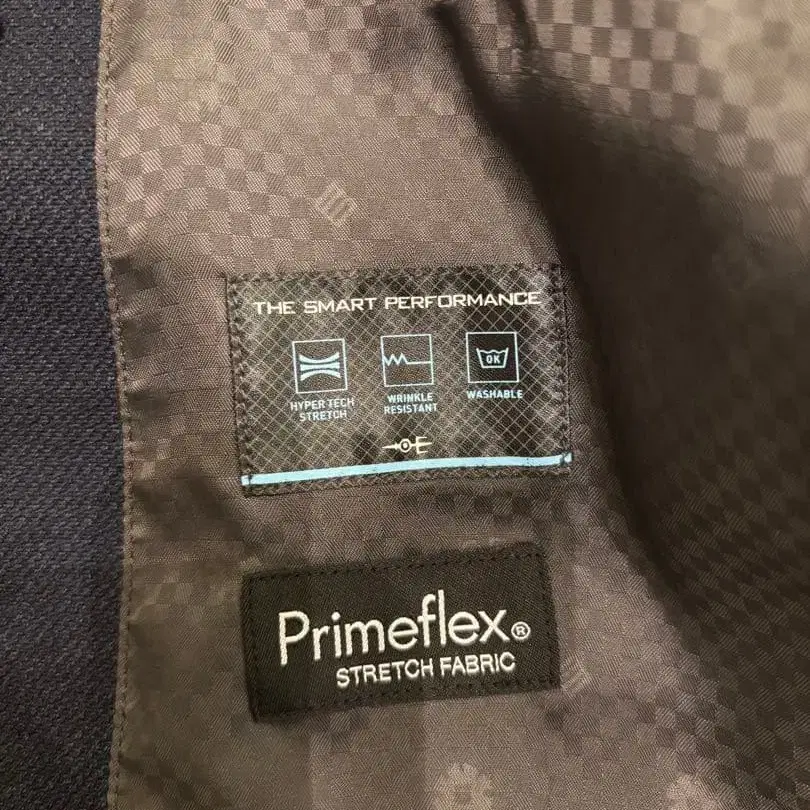 THE SMART PERFORMANCE
HYPER TECH
STRETCH
WRINKLE
RESISTANT
OK
WASHABLE
Primeflex®
STRETCH FABRIC